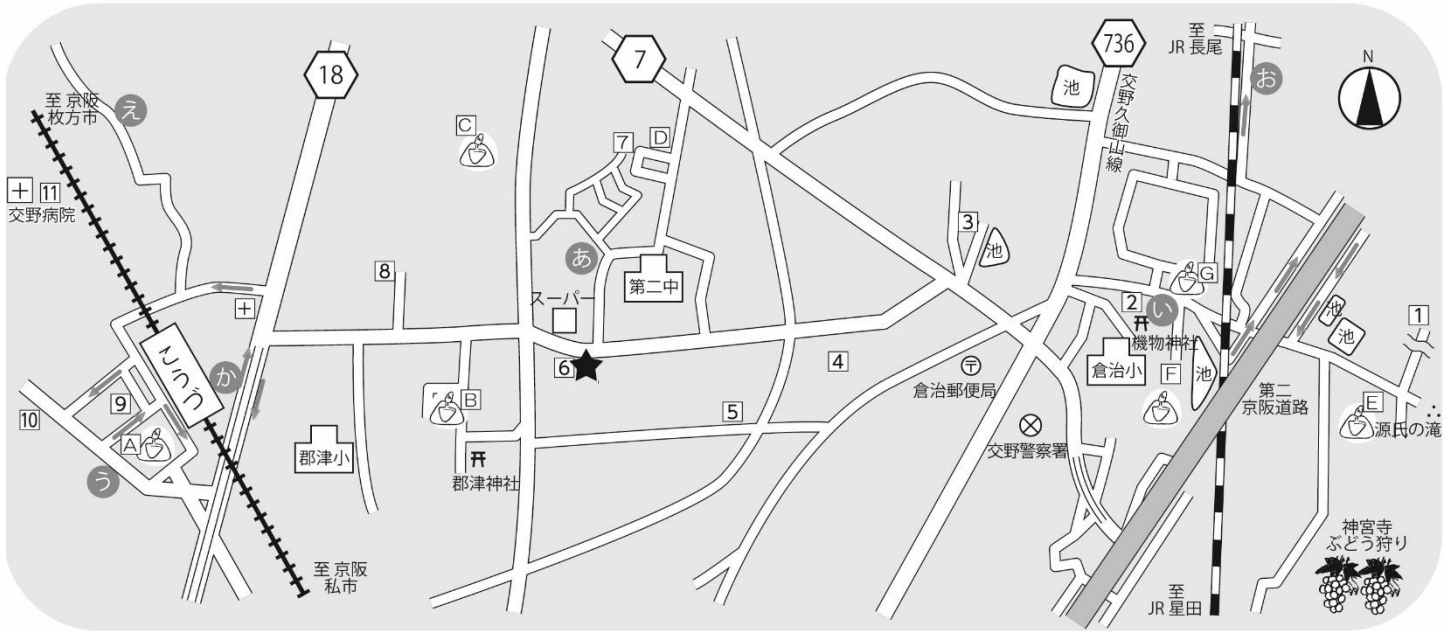 18
7
736
至
JR 長尾
お
N
至 京阪
枚方市
え
C
7
D
池
交野久御山線
11
交野病院
8
あ
スーパー
第二中
3
池
G
2
い
機物神社
池
池
1
こうづ
か
6
4
倉治郵便局
倉治小
F
池
第二
京阪道路
E
源氏の滝
10
9
A
B
5
郡津小
郡津神社
交野警察署
う
神宮寺
ぶどう狩り
至 京阪
私市
至
JR 星田